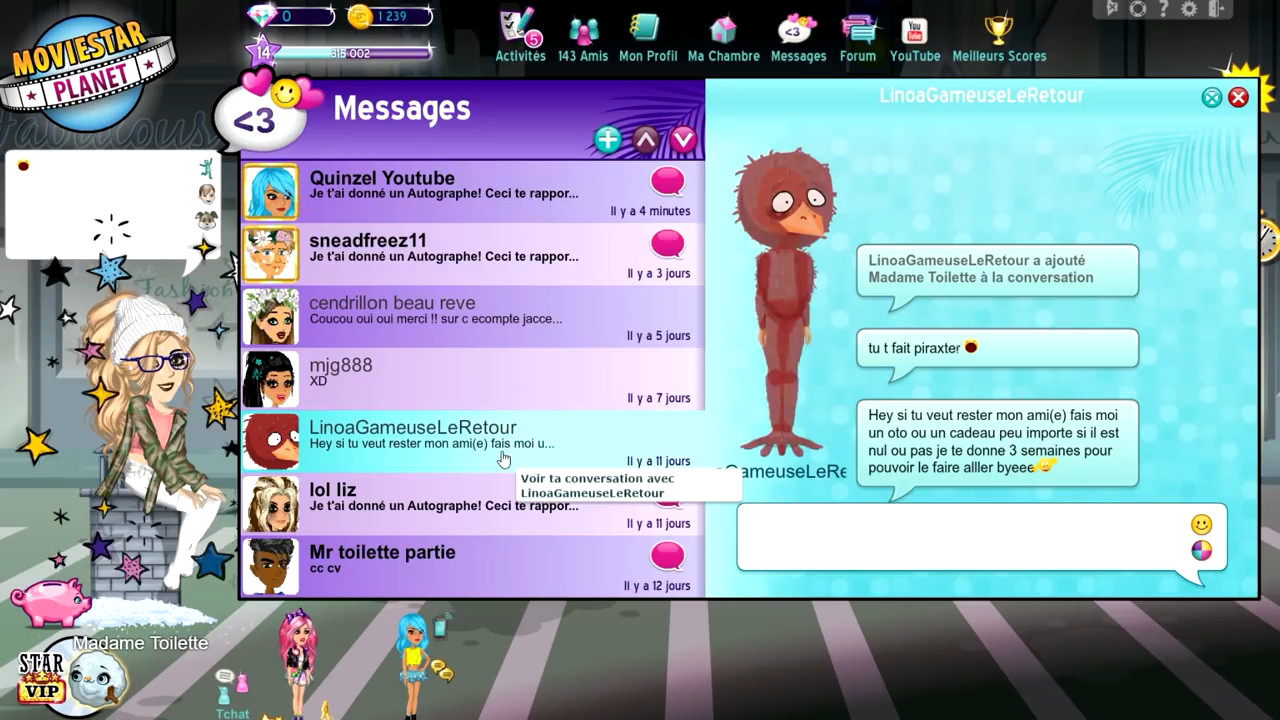 MOVIESTAR
PLANET
0
1 239
14
315 002
5
<3
Activités
143 Amis
Mon Profil
Ma Chambre
Messages
Forum
You
Tube
YouTube
Meilleurs Scores
<3
Messages
Quinzel Youtube
Je t'ai donné un Autographe! Ceci te rappor...
Il y a 4 minutes
sneadfreez11
Je t'ai donné un Autographe! Ceci te rappor...
Il y a 3 jours
cendrillon beau reve
Coucou oui oui merci !! sur c ecompte jacce...
Il y a 5 jours
mjg888
XD
Il y a 7 jours
LinoaGameuseLeRetour
Hey si tu veut rester mon ami(e) fais moi u...
Il y a 11 jours
Voir ta conversation avec
LinoaGameuseLeRetour
lol liz
Je t'ai donné un Autographe! Ceci te rappor...
Il y a 11 jours
Mr toilette partie
cc cv
Il y a 12 jours
LinoaGameuseLeRetour
LinoaGameuseLeRetour a ajouté
Madame Toilette à la conversation
tu t fait piraxter
Hey si tu veut rester mon ami(e) fais moi
un oto ou un cadeau peu importe si il est
nul ou pas je te donne 3 semaines pour
pouvoir le faire alller byeee
GameuseLeRe
Fashion
Madame Toilette
STAR
VIP
Tchat